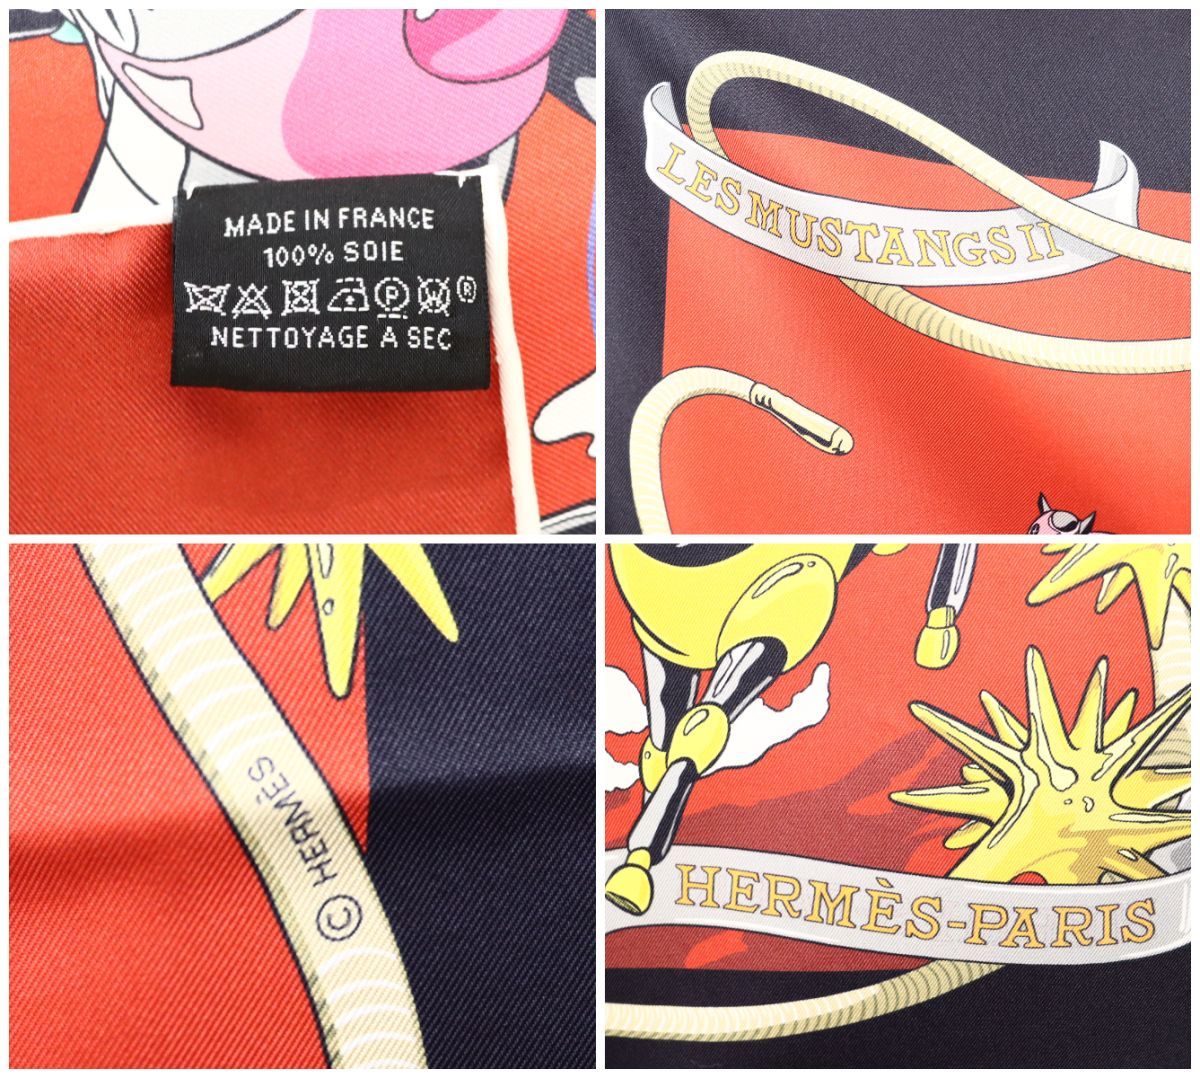 MADE IN FRANCE
100% SOIE
P W ®
NETTOYAGE A SEC
LES MUSTANGS II
© HERMÈS
HERMÈS-PARIS